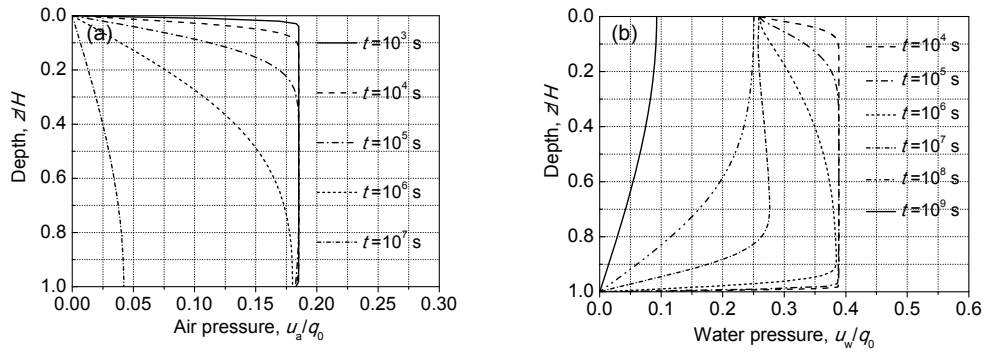 (a)
0.0
0.2
0.4
0.6
0.8
1.0
Depth, z/H
t=10³ s
t=10⁴ s
t=10⁵ s
t=10⁶ s
t=10⁷ s
0.00 0.05 0.10 0.15 0.20 0.25 0.30
Air pressure, uₐ/q₀
(b)
0.0
0.2
0.4
0.6
0.8
1.0
Depth, z/H
t=10⁴ s
t=10⁵ s
t=10⁶ s
t=10⁷ s
t=10⁸ s
t=10⁹ s
0.0 0.1 0.2 0.3 0.4 0.5 0.6
Water pressure, u_w/q₀